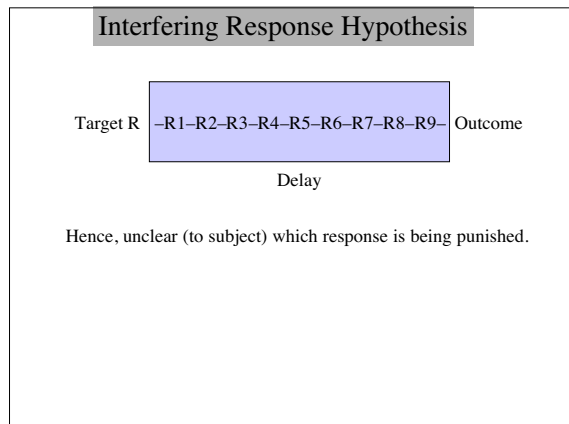 Interfering Response Hypothesis
Target R –R1–R2–R3–R4–R5–R6–R7–R8–R9– Outcome
Delay
Hence, unclear (to subject) which response is being punished.